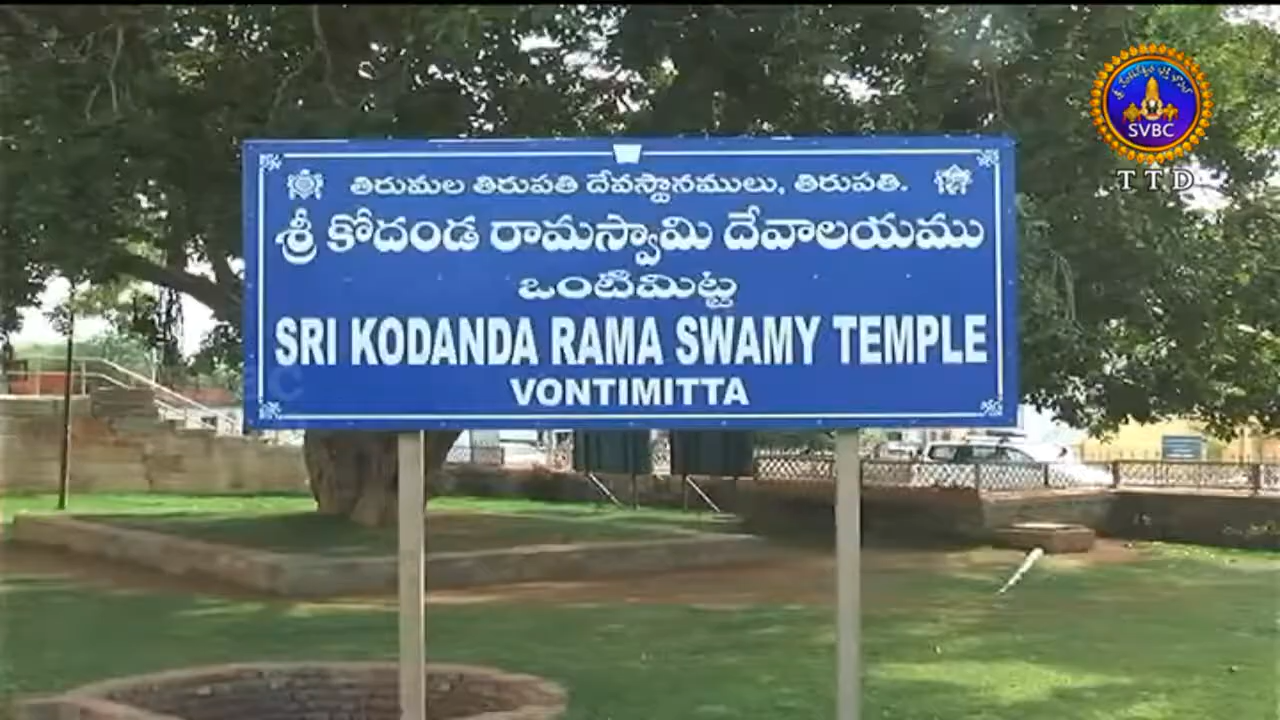 తిరుమల తిరుపతి దేవస్థానములు, తిరుపతి.
శ్రీ కోదండ రామస్వామి దేవాలయము
ఒంటిమిట్ట
SRI KODANDA RAMA SWAMY TEMPLE
VONTIMITTA
SVBC
TTD